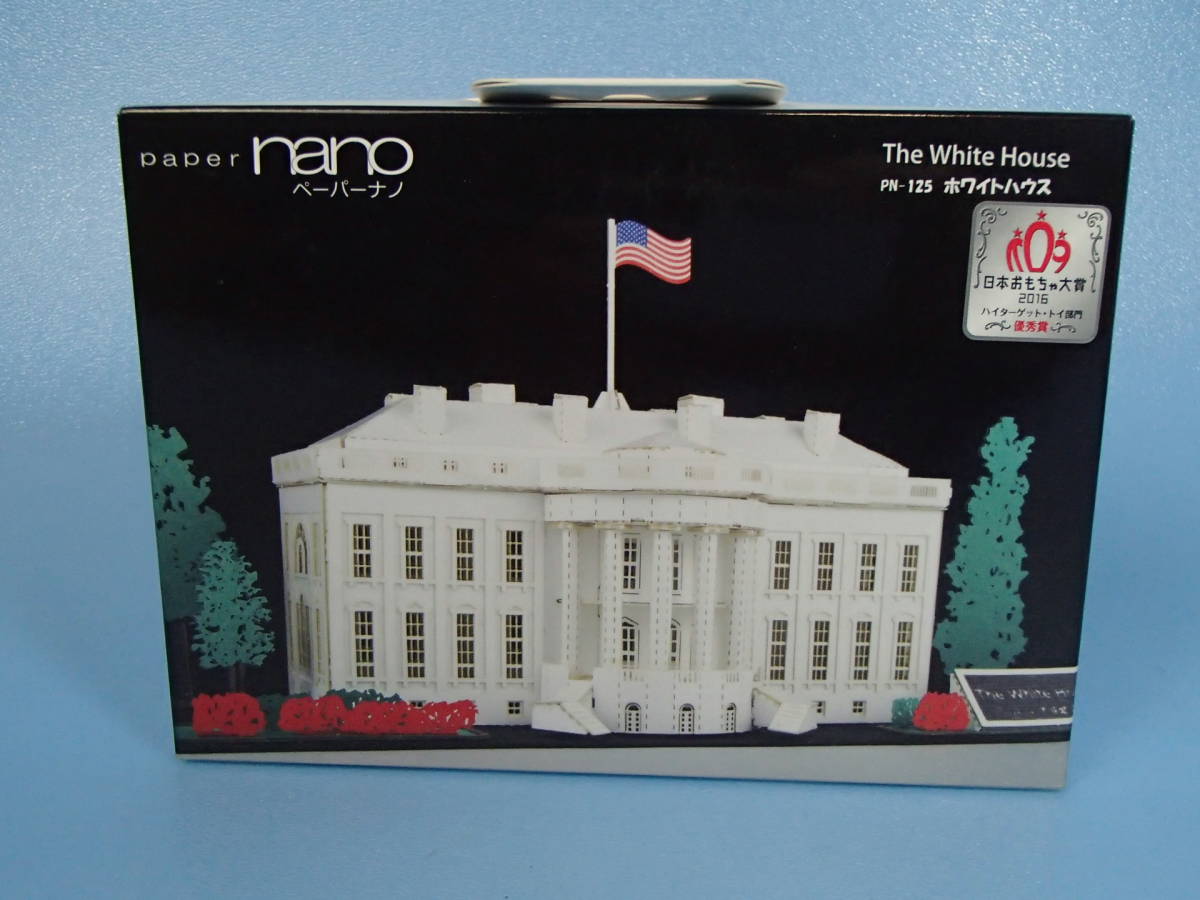 paper nano
ペーパーナノ
The White House
PN-125 ホワイトハウス
日本おもちゃ大賞
2016
ハイターゲット・トイ部門
優秀賞
The White H